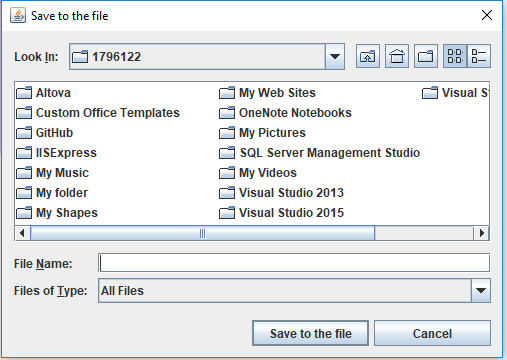 Save to the file
Look In: 1796122
Altova
Custom Office Templates
GitHub
IISExpress
My Music
My folder
My Shapes
My Web Sites
OneNote Notebooks
My Pictures
SQL Server Management Studio
My Videos
Visual Studio 2013
Visual Studio 2015
Visual St
File Name:
Files of Type: All Files
Save to the file Cancel